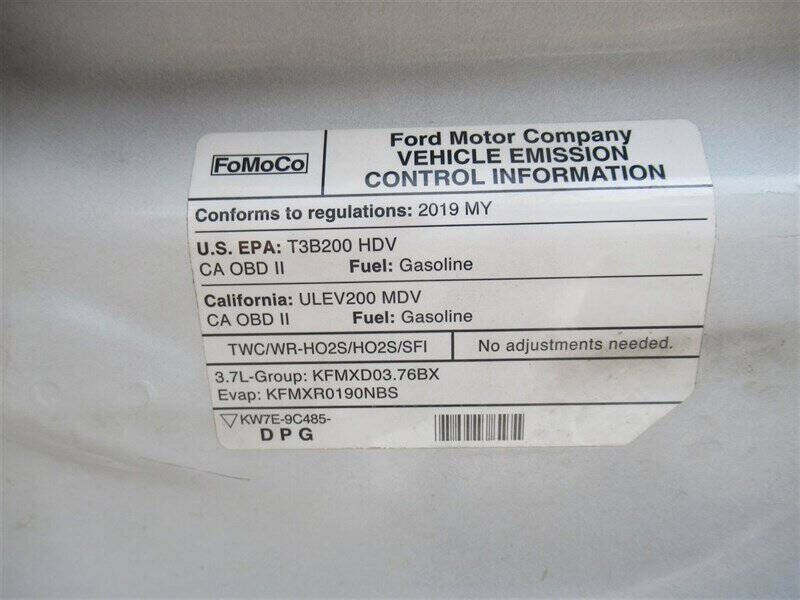 FoMoCo
Ford Motor Company
VEHICLE EMISSION
CONTROL INFORMATION
Conforms to regulations: 2019 MY
U.S. EPA: T3B200 HDV
CA OBD II Fuel: Gasoline
California: ULEV200 MDV
CA OBD II Fuel: Gasoline
TWC/WR-HO2S/HO2S/SFI No adjustments needed.
3.7L-Group: KFMXD03.76BX
Evap: KFMXR0190NBS
KW7E-9C485-
DPG